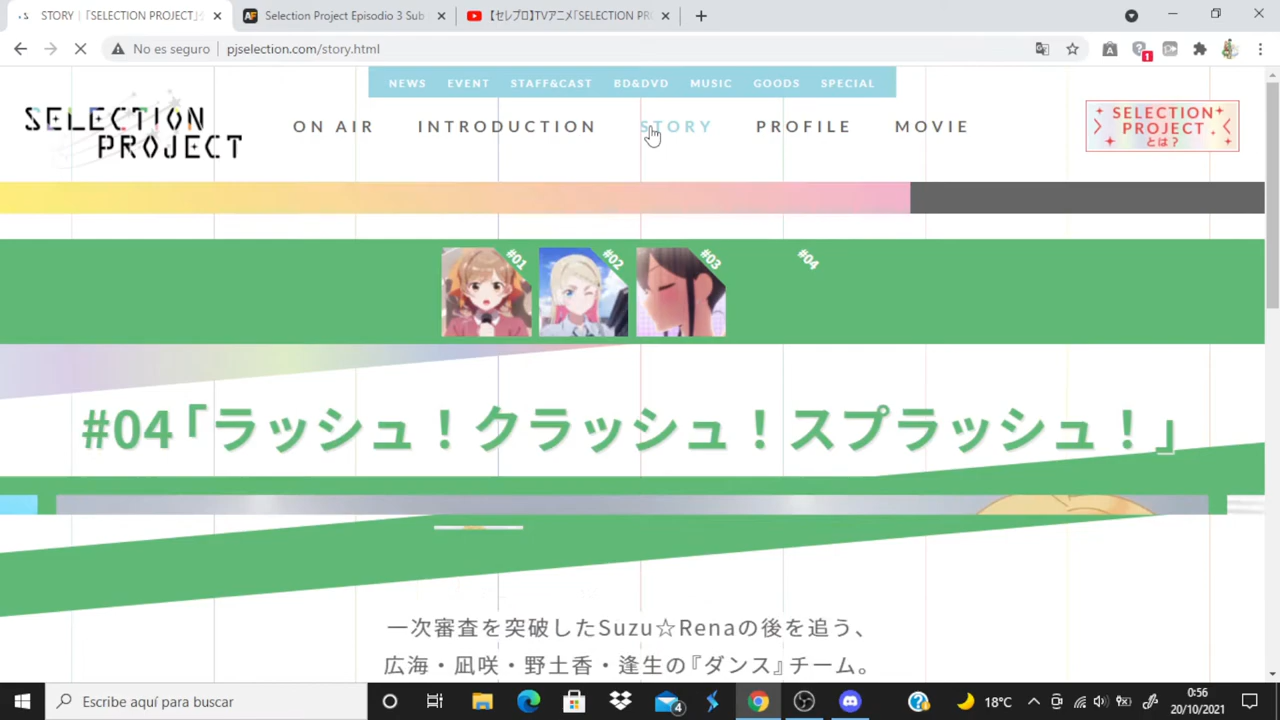 STORY | 「SELECTION PROJECT」
Selection Project Episodio 3 Sub
【セレプロ】TVアニメ「SELECTION PR
No es seguro
pjselection.com/story.html
1
NEWS EVENT STAFF&CAST BD&DVD MUSIC GOODS SPECIAL
SELECTION PROJECT
ON AIR INTRODUCTION STORY PROFILE MOVIE
SELECTION
PROJECT
とは?
#01 #02 #03 #04
#04「ラッシュ！クラッシュ！スプラッシュ！」
一次審査を突破したSuzu☆Renaの後を追う、
広海・凪咲・野土香・逢生の『ダンス』チーム。
Escribe aquí para buscar
4
18°C
0:56
20/10/2021